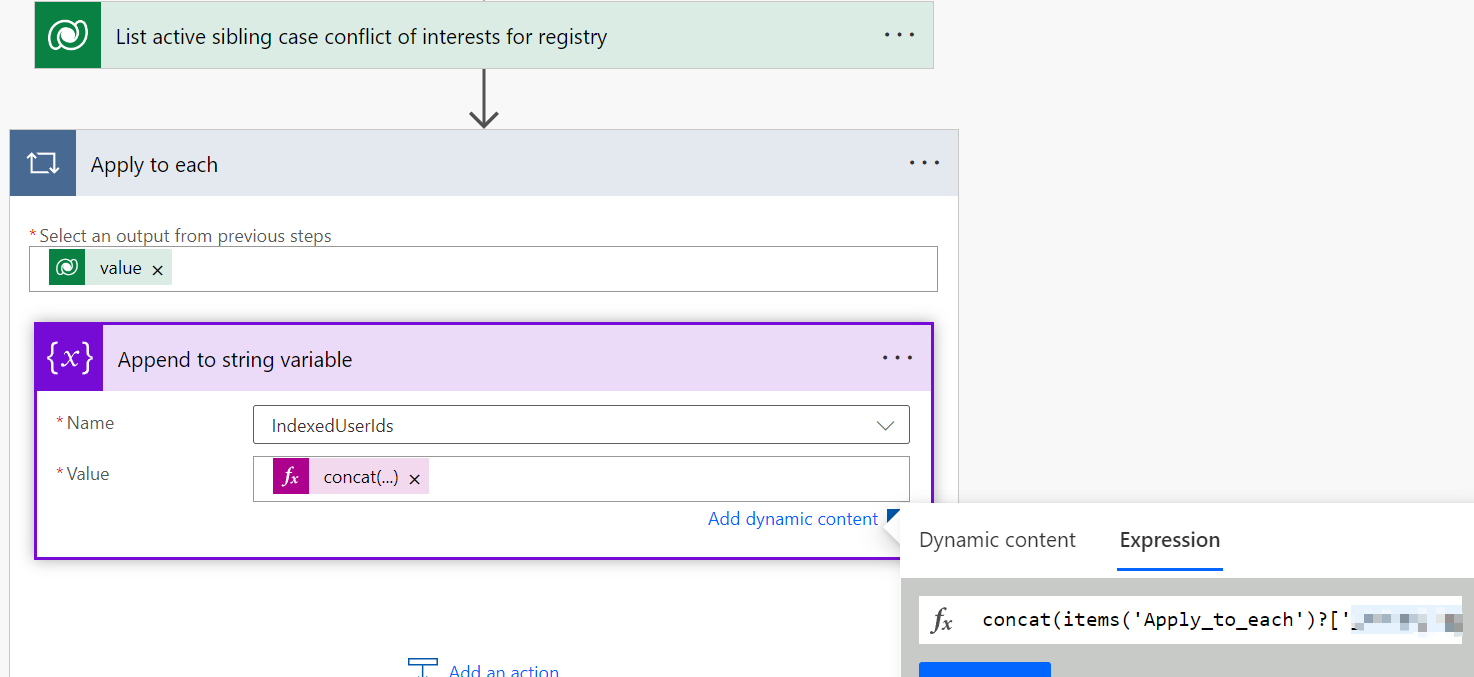 List active sibling case conflict of interests for registry
Apply to each
*Select an output from previous steps
value ×
{x} Append to string variable
*Name
IndexedUserIds
*Value
fx concat(...) ×
Add dynamic content
Dynamic content Expression
fx concat(items('Apply_to_each')?['_
Add an action